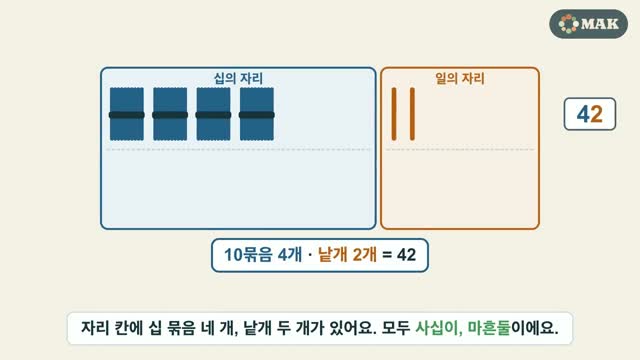 MAK
십의 자리
일의 자리
42
10묶음 4개 · 낱개 2개 = 42
자리 칸에 십 묶음 네 개, 낱개 두 개가 있어요. 모두 사십이, 마흔둘이에요.